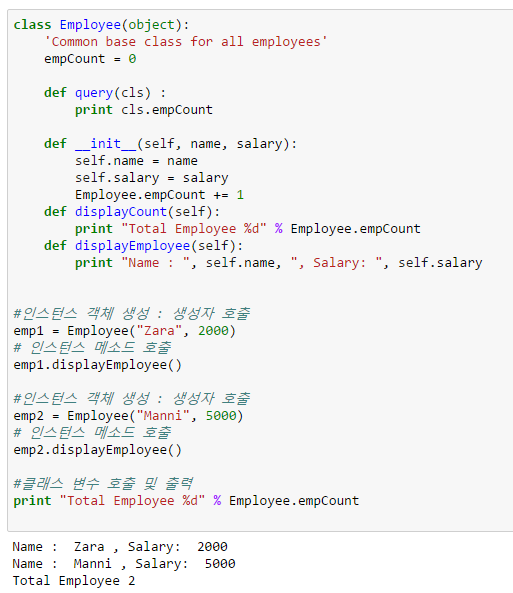 class Employee(object):
    'Common base class for all employees'
    empCount = 0

    def query(cls) :
        print cls.empCount

    def __init__(self, name, salary):
        self.name = name
        self.salary = salary
        Employee.empCount += 1
    def displayCount(self):
        print "Total Employee %d" % Employee.empCount
    def displayEmployee(self):
        print "Name : ", self.name, ", Salary: ", self.salary


#인스턴스 객체 생성 : 생성자 호출
emp1 = Employee("Zara", 2000)
# 인스턴스 메소드 호출
emp1.displayEmployee()

#인스턴스 객체 생성 : 생성자 호출
emp2 = Employee("Manni", 5000)
# 인스턴스 메소드 호출
emp2.displayEmployee()

#클래스 변수 호출 및 출력
print "Total Employee %d" % Employee.empCount

Name :  Zara , Salary:  2000
Name :  Manni , Salary:  5000
Total Employee 2